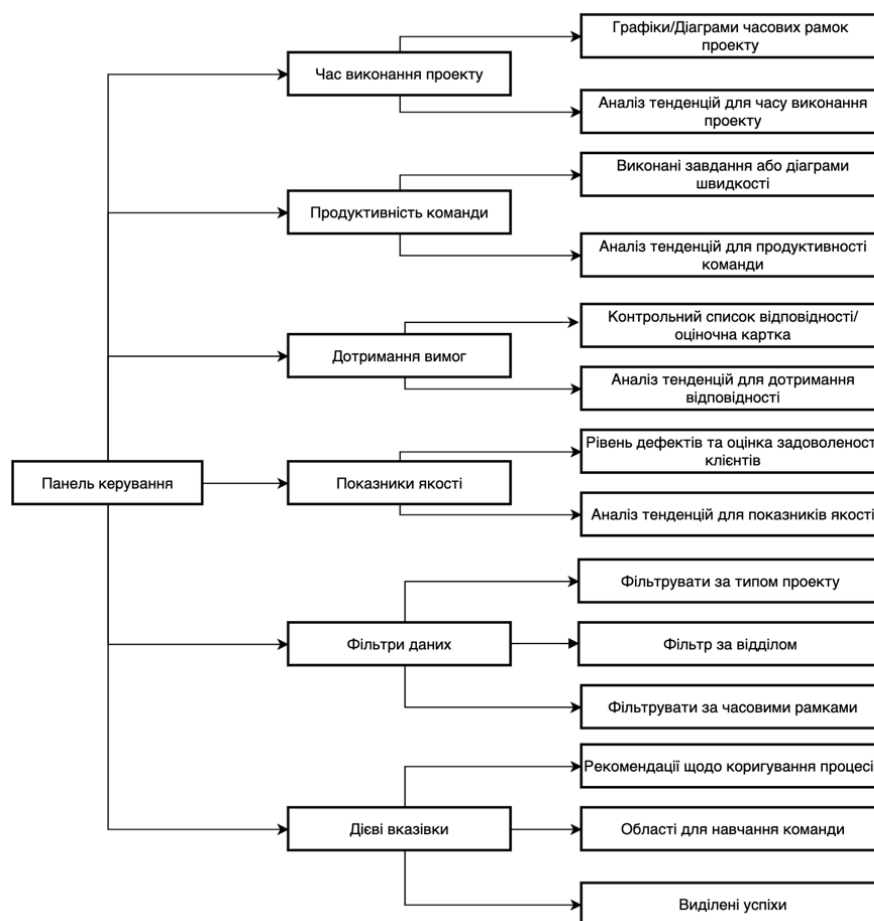 Графіки/Діаграми часових рамок
проекту
Час виконання проекту
Аналіз тенденцій для часу виконання
проекту
Виконані завдання або діаграми
швидкості
Продуктивність команди
Аналіз тенденцій для продуктивності
команди
Контрольний список відповідності/
оціночна картка
Дотримання вимог
Аналіз тенденцій для дотримання
відповідності
Рівень дефектів та оцінка задоволеност
клієнтів
Панель керування
Показники якості
Аналіз тенденцій для показників якості
Фільтрувати за типом проекту
Фільтри даних
Фільтр за відділом
Фільтрувати за часовими рамками
Рекомендації щодо коригування процесі
Дієві вказівки
Області для навчання команди
Виділені успіхи